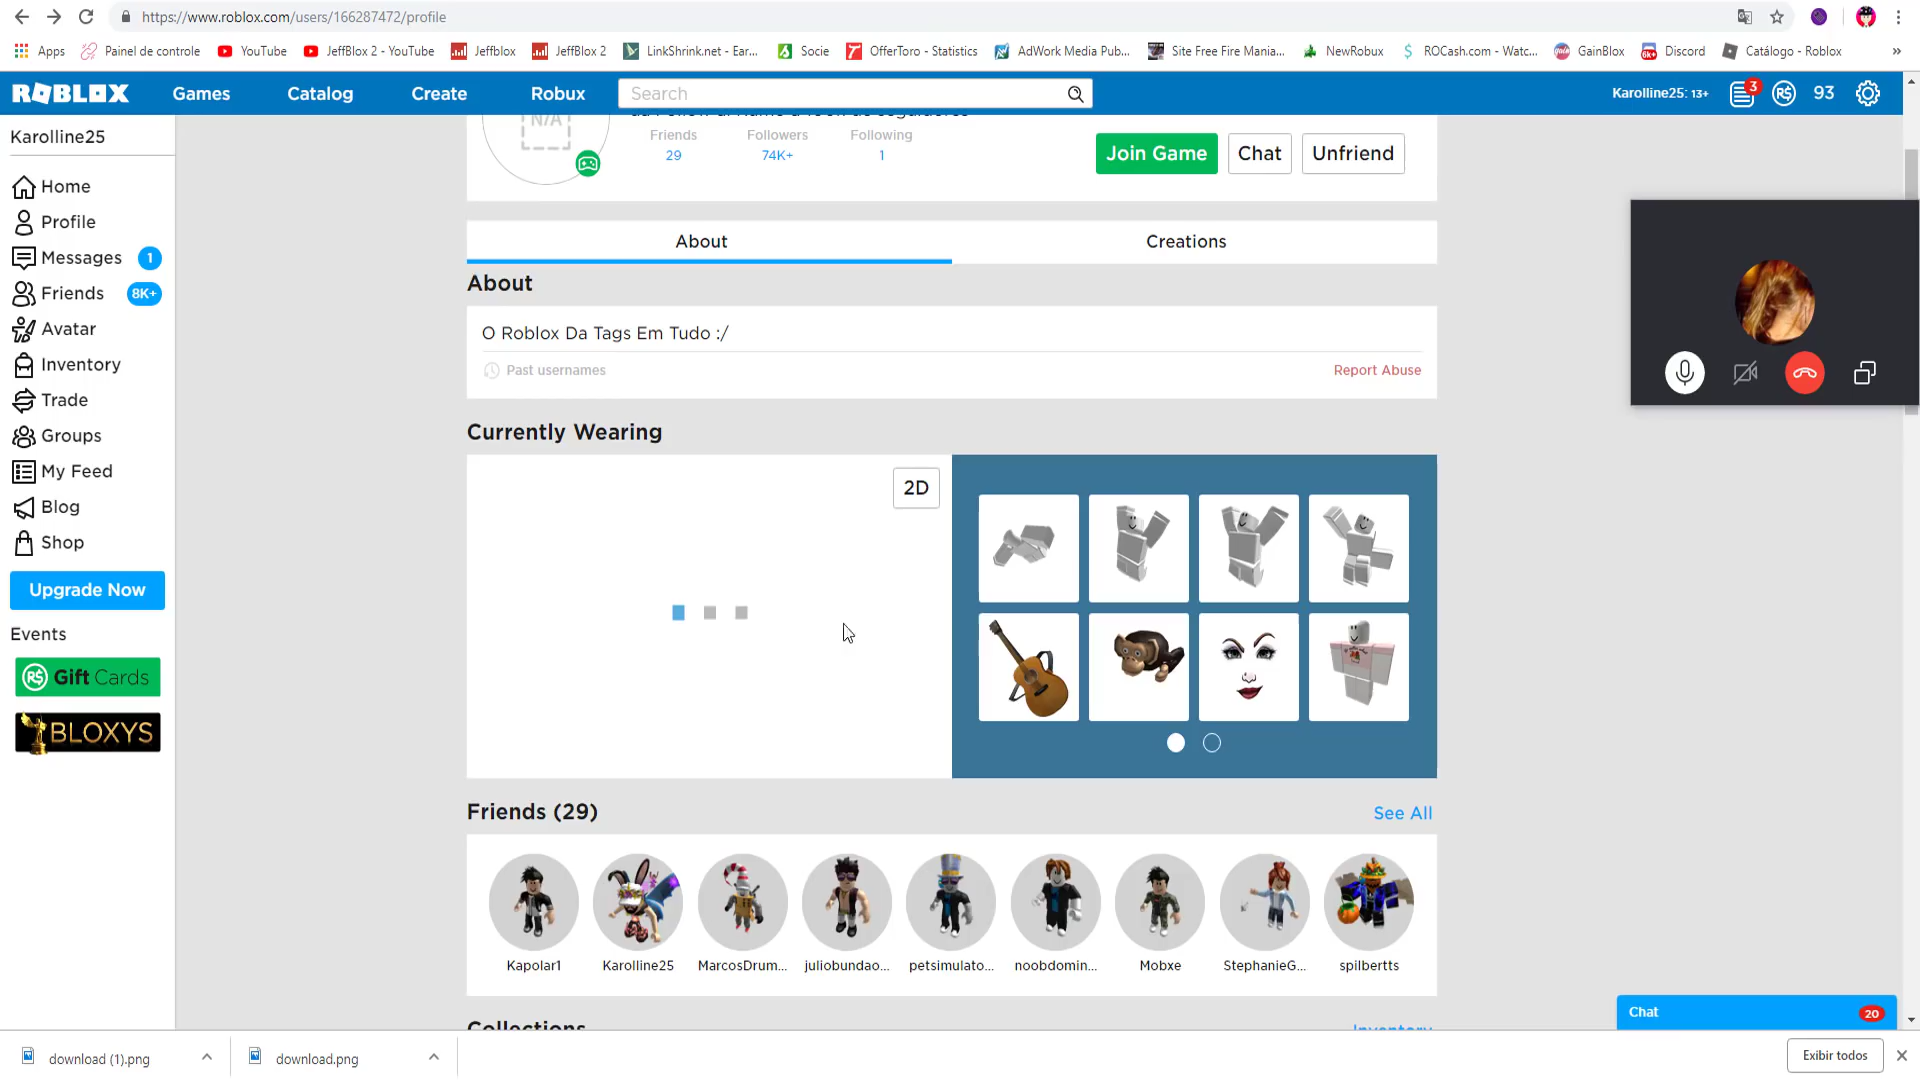 https://www.roblox.com/users/166287472/profile
Apps
Painel de controle
YouTube
JeffBlox 2 - YouTube
Jeffblox
JeffBlox 2
LinkShrink.net - Ear...
Socie
OfferToro - Statistics
AdWork Media Pub...
Site Free Fire Mania...
NewRobux
ROCash.com - Watc...
GainBlox
Discord
Catálogo - Roblox
»
ROBLOX
Games
Catalog
Create
Robux
Search
Karolline25: 13+
3
93
Karolline25
Home
Profile
Messages 1
Friends 8K+
Avatar
Inventory
Trade
Groups
My Feed
Blog
Shop
Upgrade Now
Events
Gift Cards
BLOXYS
N/A
Friends
29
Followers
74K+
Following
1
Join Game
Chat
Unfriend
About
Creations
About
O Roblox Da Tags Em Tudo :/
Past usernames
Report Abuse
Currently Wearing
2D
Friends (29)
See All
Kapolar1
Karolline25
MarcosDrum...
juliobundao...
petsimulato...
noobdomin...
Mobxe
StephanieG...
spilbertts
Collections
Inventory
Chat
20
download (1).png
download.png
Exibir todos